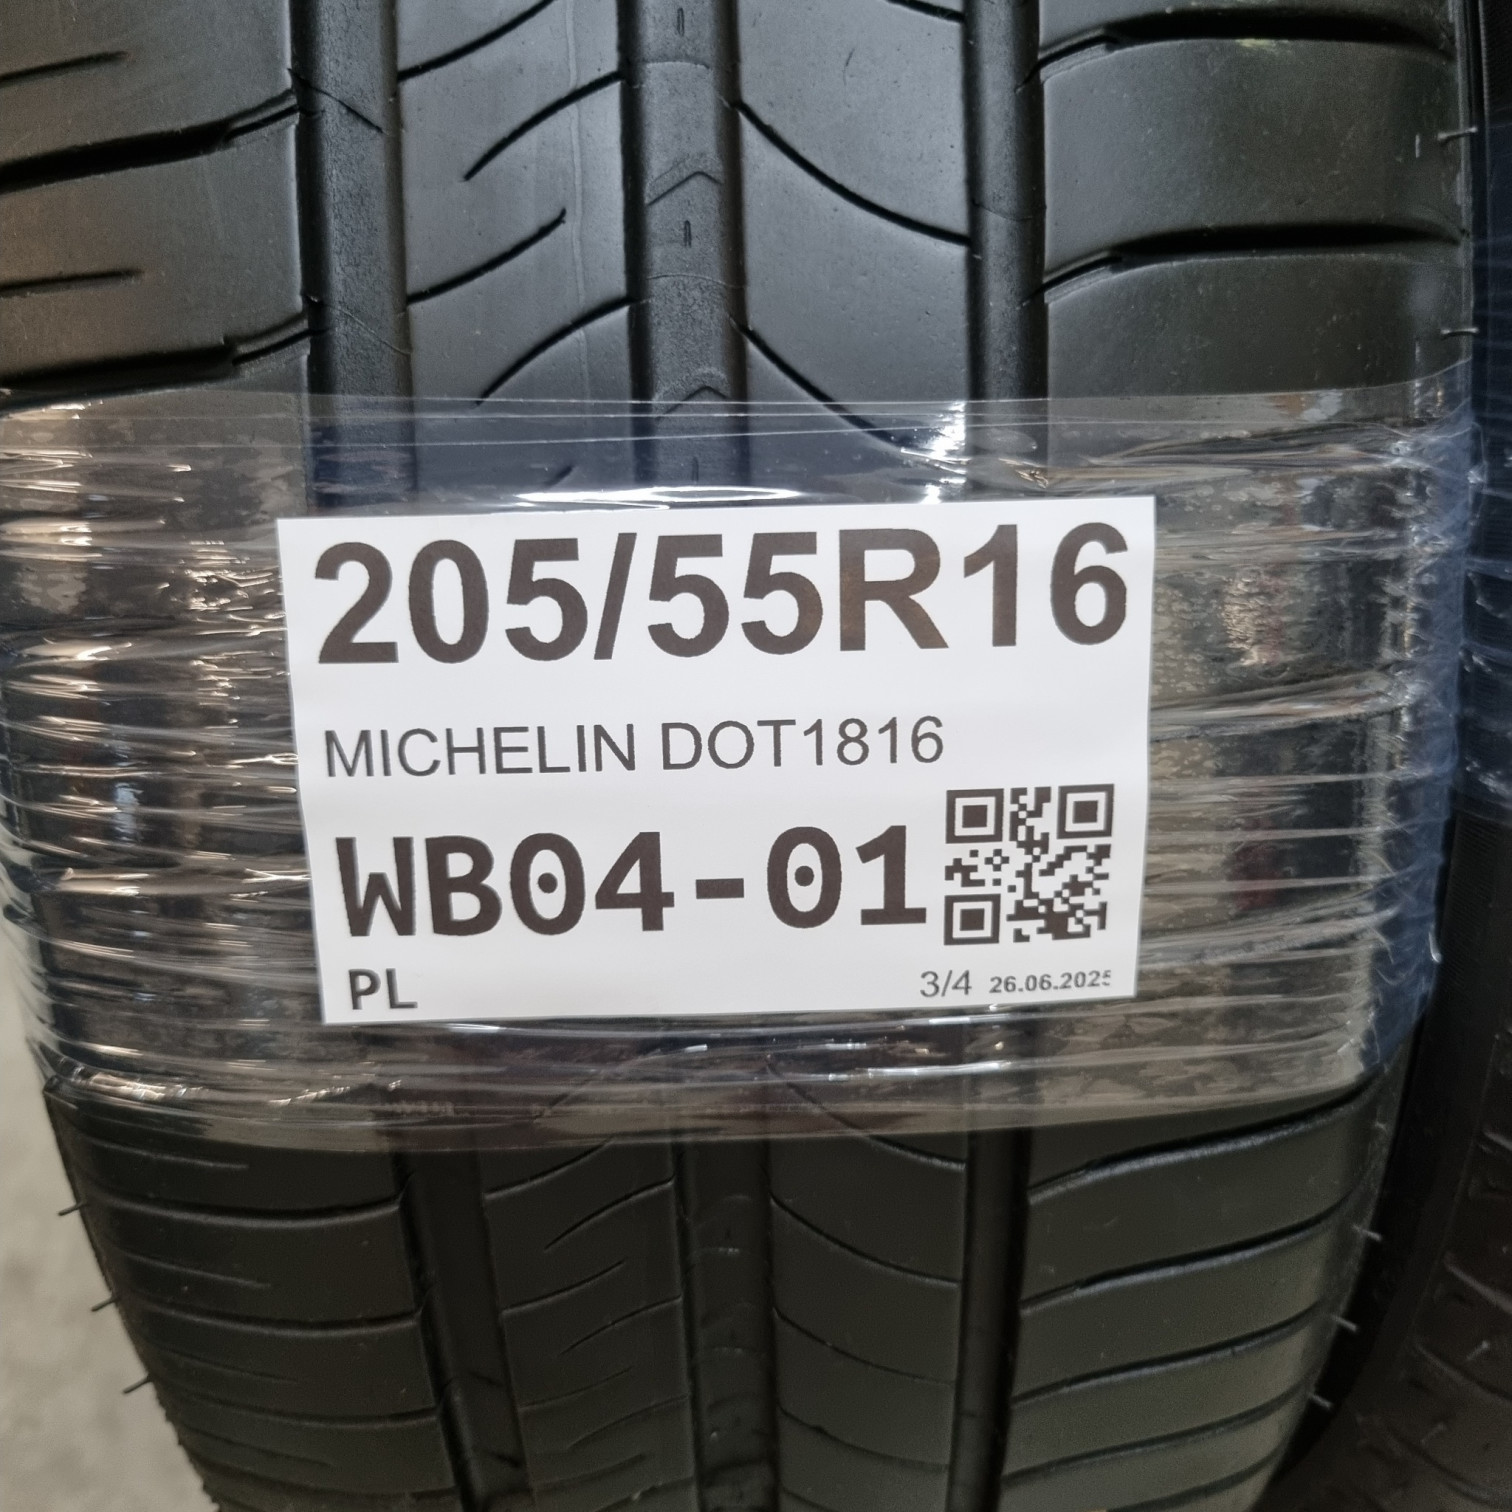 205/55R16
MICHELIN DOT1816
WB04-01
PL
3/4 26.06.2025